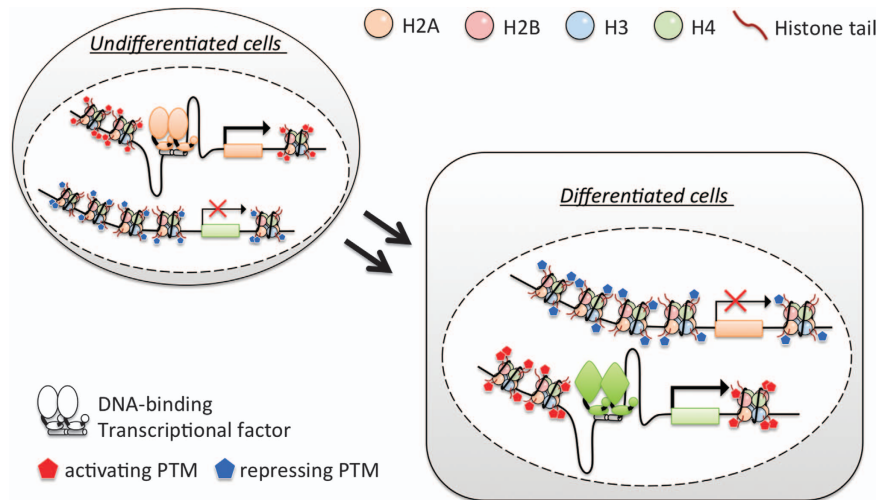 H2A H2B H3 H4 Histone tail
Undifferentiated cells
Differentiated cells
DNA-binding
Transcriptional factor
activating PTM repressing PTM